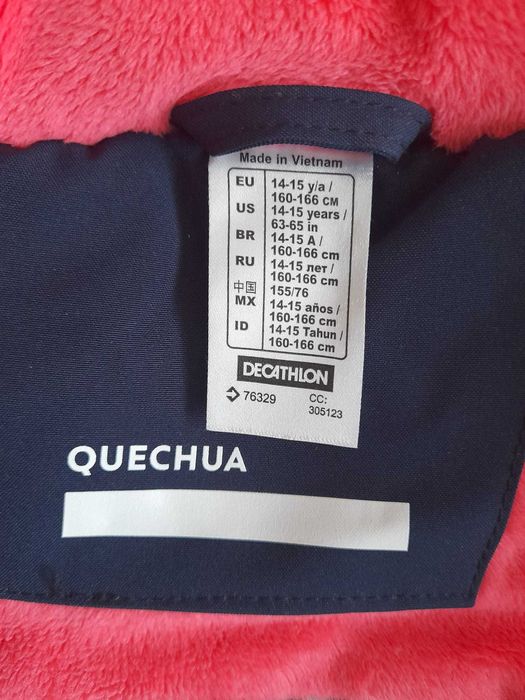 Made in Vietnam
EU 14-15 y/a /
160-166 CM
US 14-15 years /
63-65 in
BR 14-15 A /
160-166 cm
RU 14-15 лет /
160-166 cm
中国 155/76
MX 14-15 años /
160-166 cm
ID 14-15 Tahun /
160-166 cm
DECATHLON
76329 CC:
305123
QUECHUA